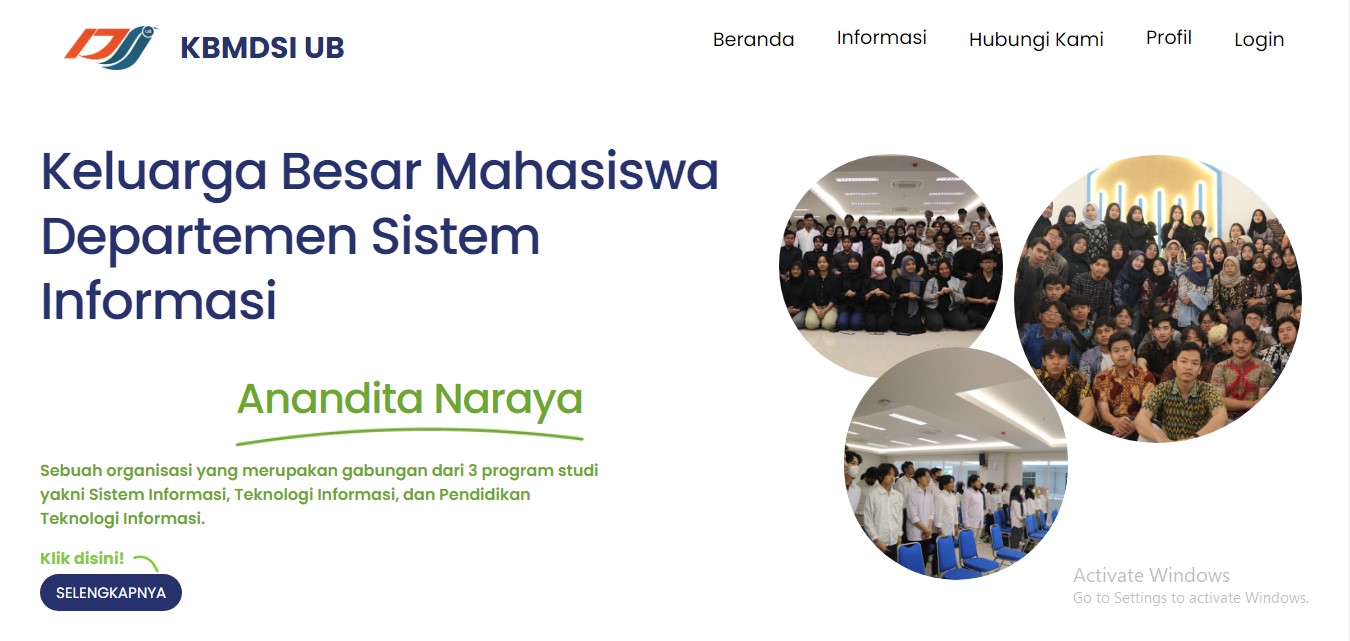 UB
KBMDSI UB
Beranda
Informasi
Hubungi Kami
Profil
Login
Keluarga Besar Mahasiswa
Departemen Sistem
Informasi
Anandita Naraya
Sebuah organisasi yang merupakan gabungan dari 3 program studi
yakni Sistem Informasi, Teknologi Informasi, dan Pendidikan
Teknologi Informasi.
Klik disini!
SELENGKAPNYA
Activate Windows
Go to Settings to activate Windows.